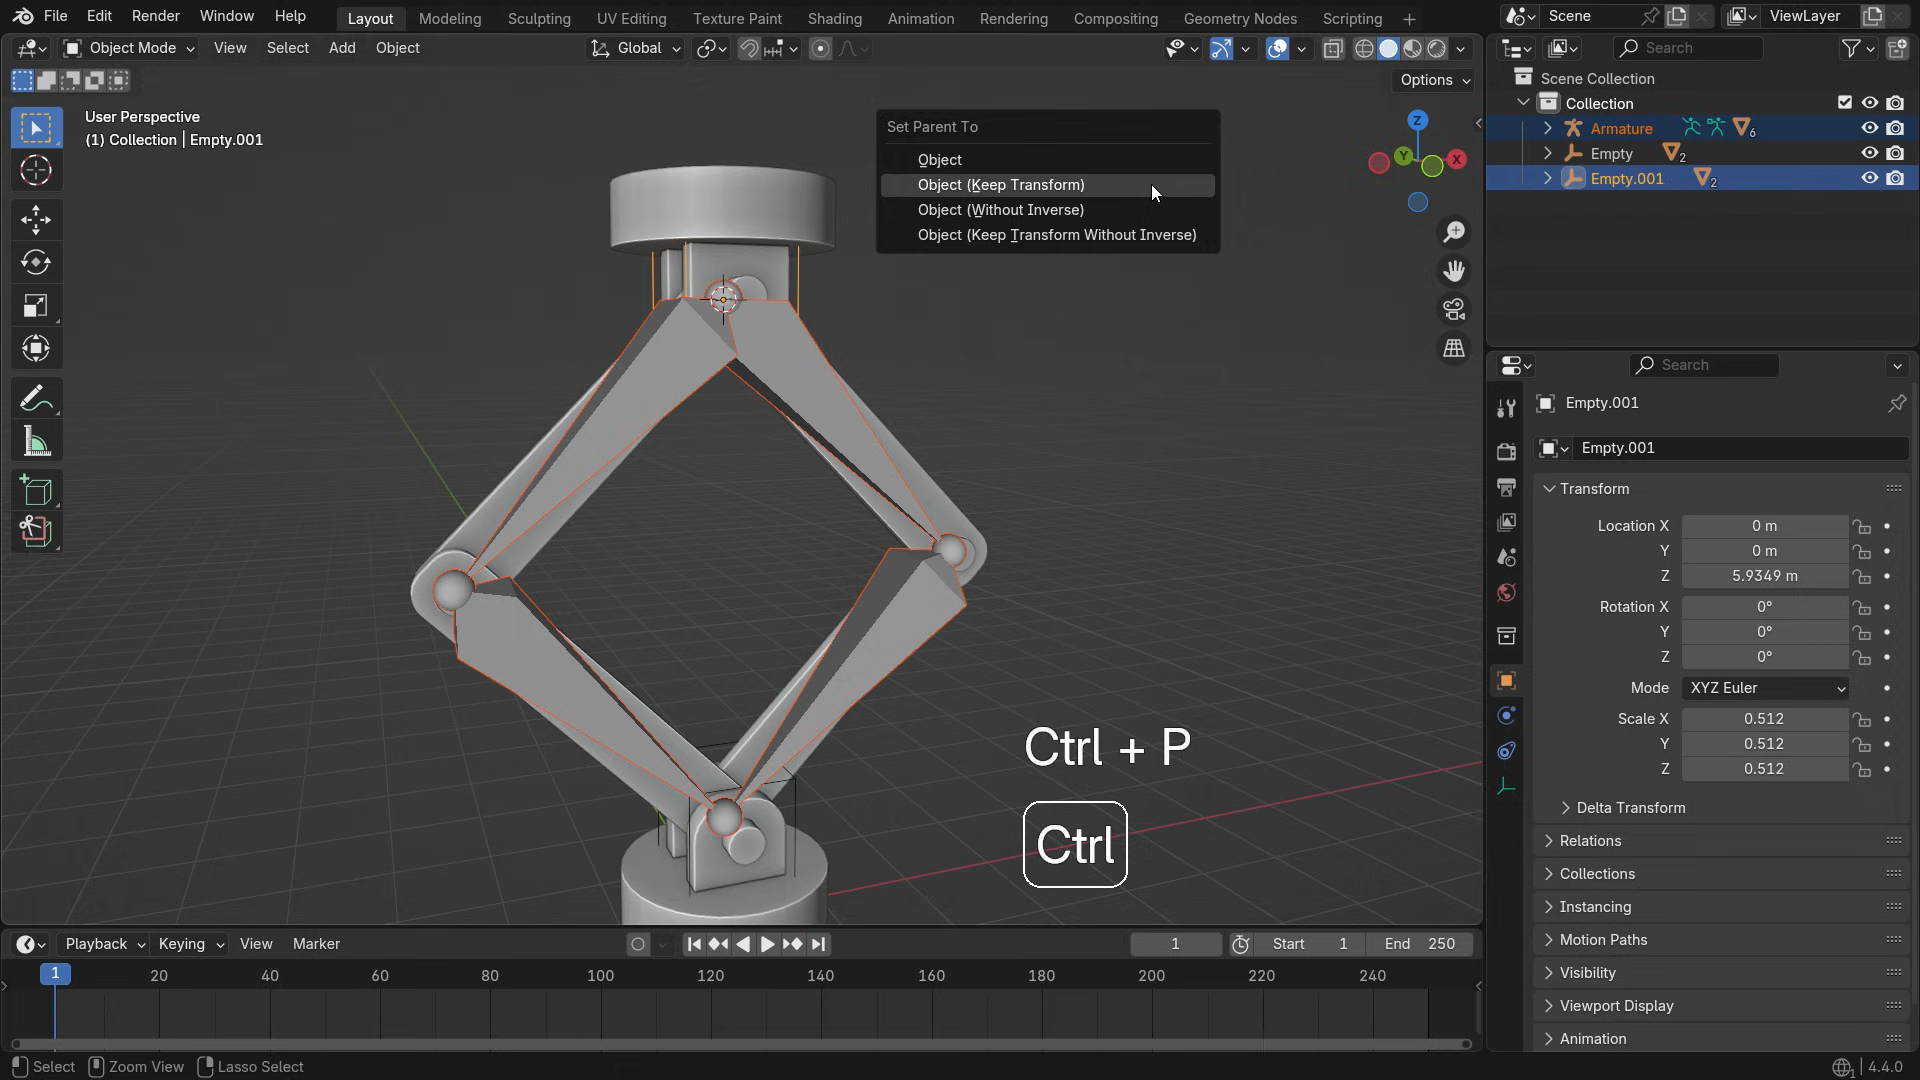 File Edit Render Window Help
Layout Modeling Sculpting UV Editing Texture Paint Shading Animation Rendering Compositing Geometry Nodes Scripting +
Scene
ViewLayer
Object Mode View Select Add Object
Global
Search
Options
User Perspective
(1) Collection | Empty.001
Set Parent To
Object
Object (Keep Transform)
Object (Without Inverse)
Object (Keep Transform Without Inverse)
Z
Y
X
Scene Collection
Collection
Armature 6
Empty 2
Empty.001 2
Search
Empty.001
Empty.001
Transform
Location X 0 m
Y 0 m
Z 5.9349 m
Rotation X 0°
Y 0°
Z 0°
Mode XYZ Euler
Scale X 0.512
Y 0.512
Z 0.512
Delta Transform
Relations
Collections
Instancing
Motion Paths
Visibility
Viewport Display
Animation
Ctrl + P
Ctrl
Playback Keying View Marker
1 Start 1 End 250
1 20 40 60 80 100 120 140 160 180 200 220 240
Select Zoom View Lasso Select
4.4.0